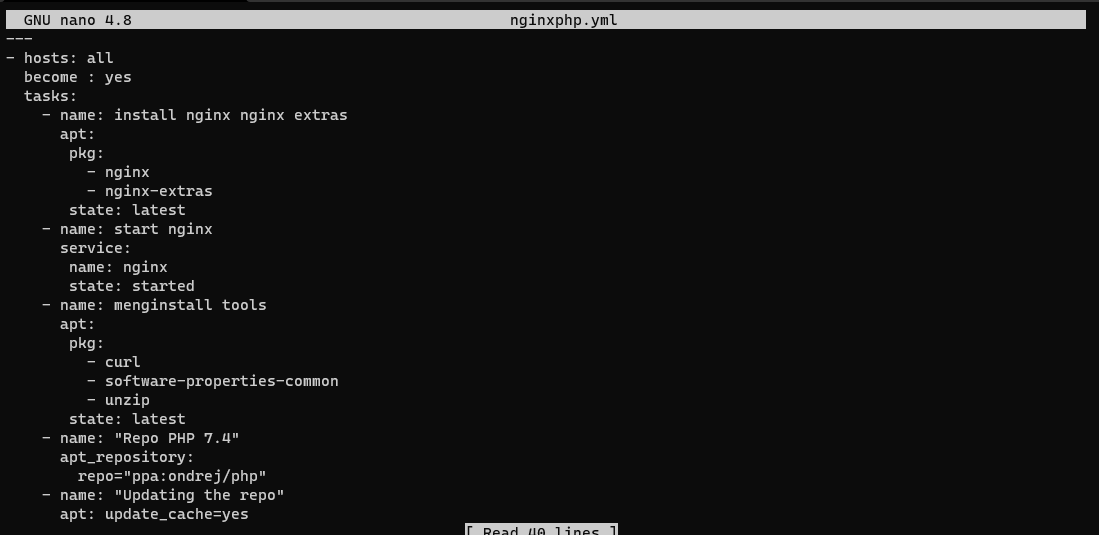 GNU nano 4.8 nginxphp.yml
---
- hosts: all
  become : yes
  tasks:
    - name: install nginx nginx extras
      apt:
       pkg:
         - nginx
         - nginx-extras
       state: latest
    - name: start nginx
      service:
       name: nginx
       state: started
    - name: menginstall tools
      apt:
       pkg:
         - curl
         - software-properties-common
         - unzip
       state: latest
    - name: "Repo PHP 7.4"
      apt_repository:
        repo="ppa:ondrej/php"
    - name: "Updating the repo"
      apt: update_cache=yes
[ Read 40 lines ]